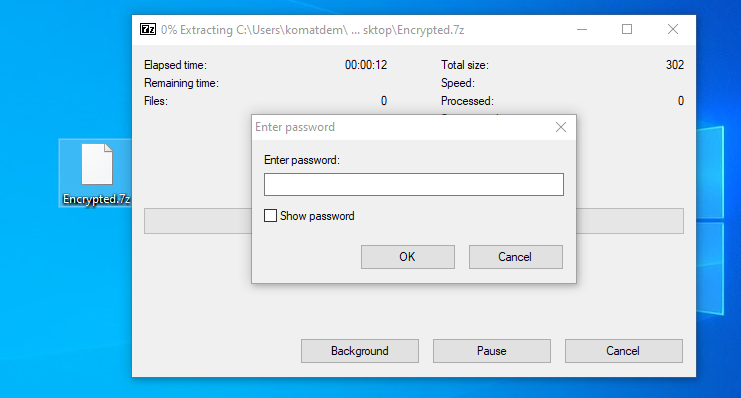 7z 0% Extracting C:\Users\komatdem\ ... sktop\Encrypted.7z
Elapsed time: 00:00:12 Total size: 302
Remaining time: Speed:
Files: 0 Processed: 0
Enter password
Enter password:
Show password
OK Cancel
Encrypted.7z
Background Pause Cancel